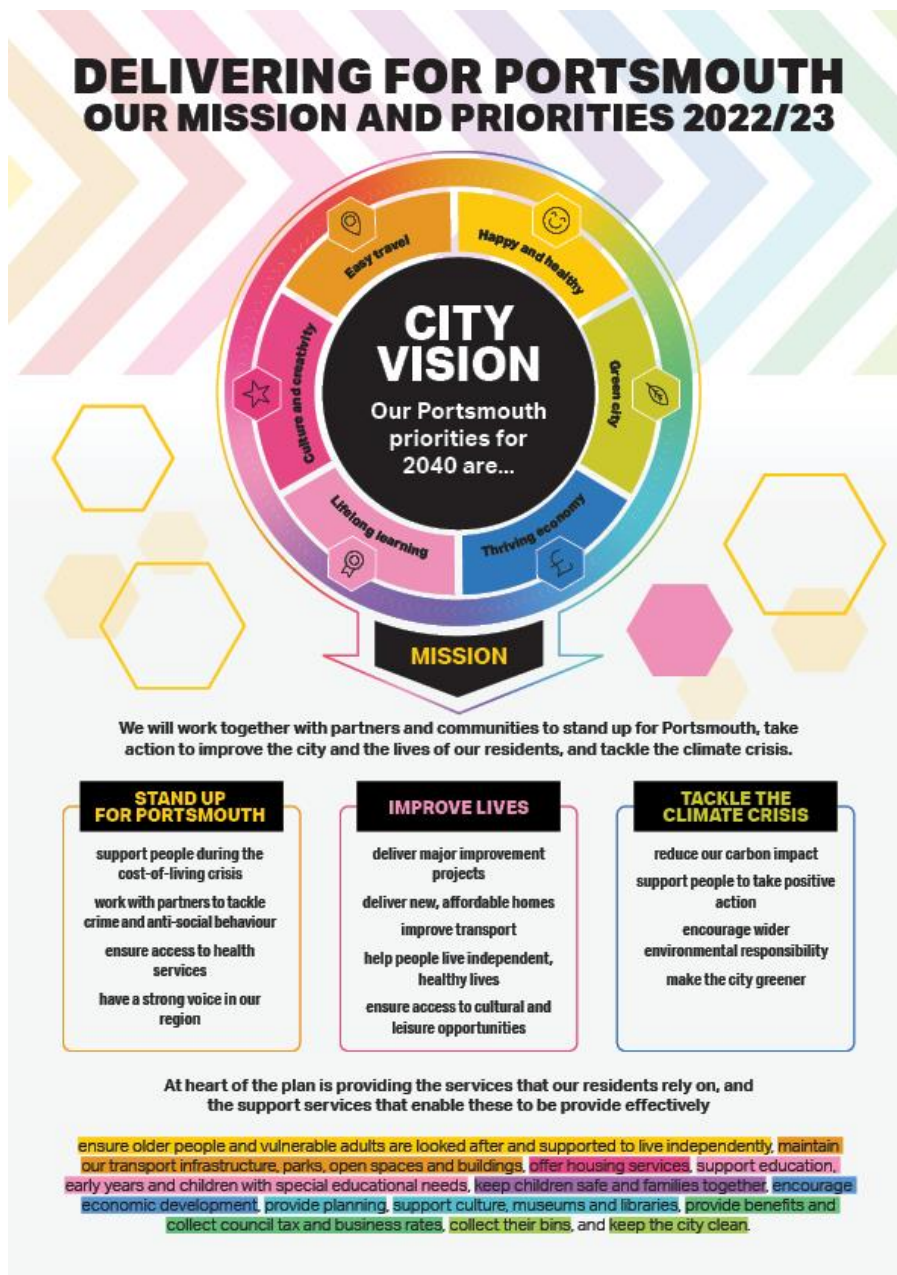 DELIVERING FOR PORTSMOUTH
OUR MISSION AND PRIORITIES 2022/23
Easy travel
Happy and healthy
Culture and creativity
Green city
Lifelong learning
Thriving economy
CITY
VISION
Our Portsmouth
priorities for
2040 are...
£
MISSION
We will work together with partners and communities to stand up for Portsmouth, take
action to improve the city and the lives of our residents, and tackle the climate crisis.
STAND UP
FOR PORTSMOUTH
support people during the
cost-of-living crisis
work with partners to tackle
crime and anti-social behaviour
ensure access to health
services
have a strong voice in our
region
IMPROVE LIVES
deliver major improvement
projects
deliver new, affordable homes
improve transport
help people live independent,
healthy lives
ensure access to cultural and
leisure opportunities
TACKLE THE
CLIMATE CRISIS
reduce our carbon impact
support people to take positive
action
encourage wider
environmental responsibility
make the city greener
At heart of the plan is providing the services that our residents rely on, and
the support services that enable these to be provide effectively
ensure older people and vulnerable adults are looked after and supported to live independently, maintain
our transport infrastructure, parks, open spaces and buildings, offer housing services, support education,
early years and children with special educational needs, keep children safe and families together, encourage
economic development, provide planning, support culture, museums and libraries, provide benefits and
collect council tax and business rates, collect their bins, and keep the city clean.